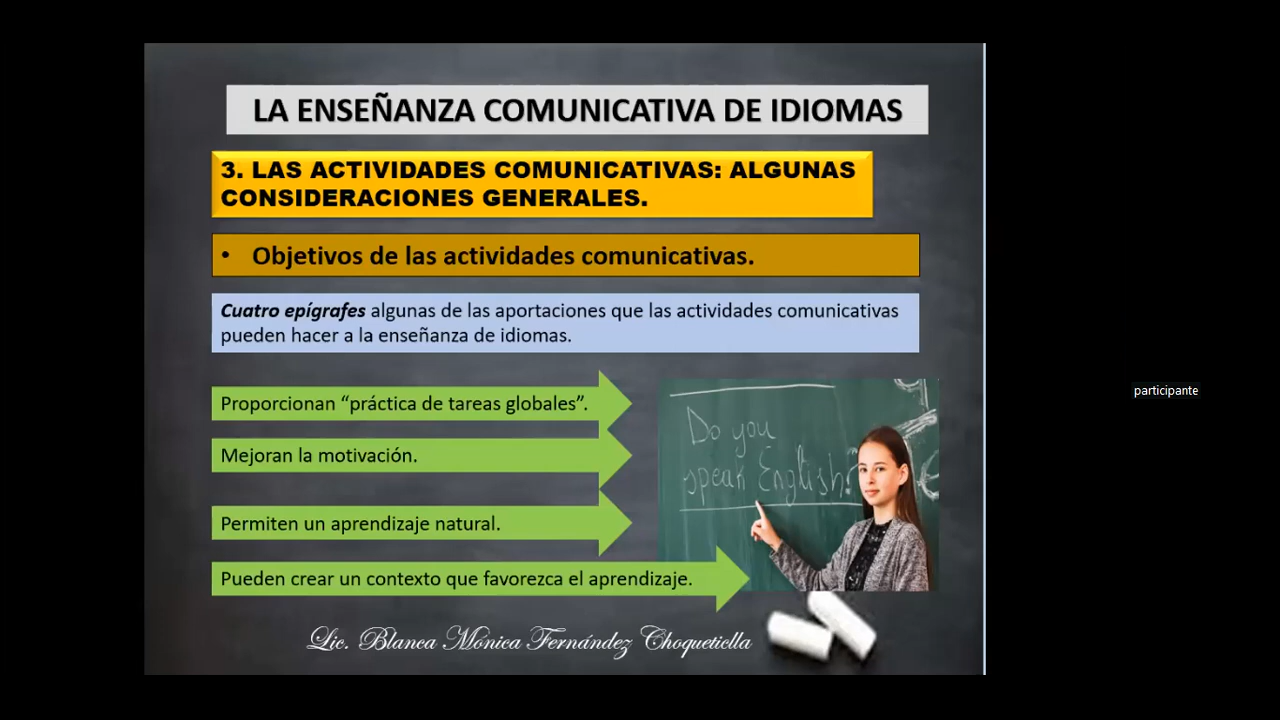 LA ENSEÑANZA COMUNICATIVA DE IDIOMAS
3. LAS ACTIVIDADES COMUNICATIVAS: ALGUNAS
CONSIDERACIONES GENERALES.
• Objetivos de las actividades comunicativas.
Cuatro epígrafes algunas de las aportaciones que las actividades comunicativas
pueden hacer a la enseñanza de idiomas.
Proporcionan “práctica de tareas globales”.
Mejoran la motivación.
Permiten un aprendizaje natural.
Pueden crear un contexto que favorezca el aprendizaje.
Do you
speak English?
Lic. Blanca Mónica Fernández Choqueticlla
participante